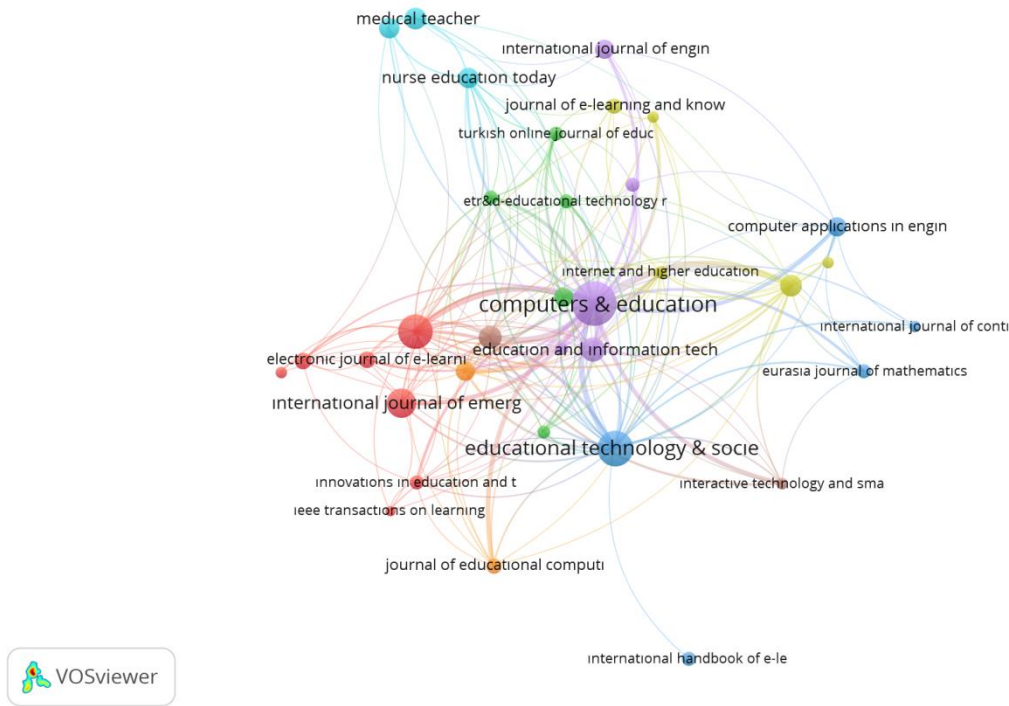 medical teacher
international journal of engin
nurse education today
journal of e-learning and know
turkish online journal of educ
etr&d-educational technology r
computer applications in engin
internet and higher education
computers & education
international journal of conti
education and information tech
electronic journal of e-learni
eurasia journal of mathematics
international journal of emerg
educational technology & socie
innovations in education and t
interactive technology and sma
ieee transactions on learning
journal of educational computi
international handbook of e-le
VOSviewer